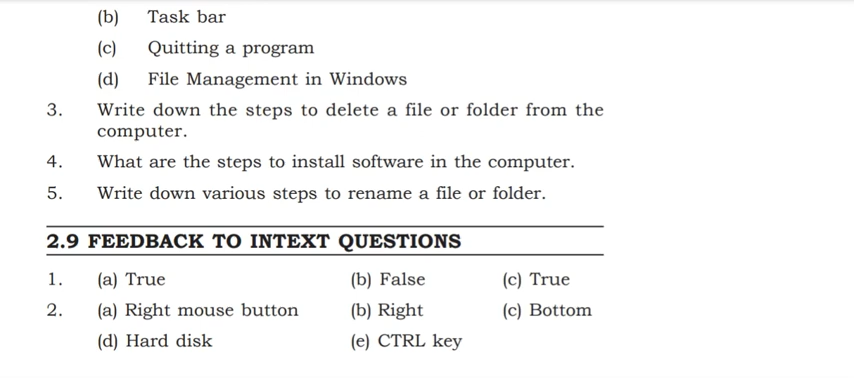 (b) Task bar
(c) Quitting a program
(d) File Management in Windows
3. Write down the steps to delete a file or folder from the
computer.
4. What are the steps to install software in the computer.
5. Write down various steps to rename a file or folder.
2.9 FEEDBACK TO INTEXT QUESTIONS
1. (a) True (b) False (c) True
2. (a) Right mouse button (b) Right (c) Bottom
(d) Hard disk (e) CTRL key